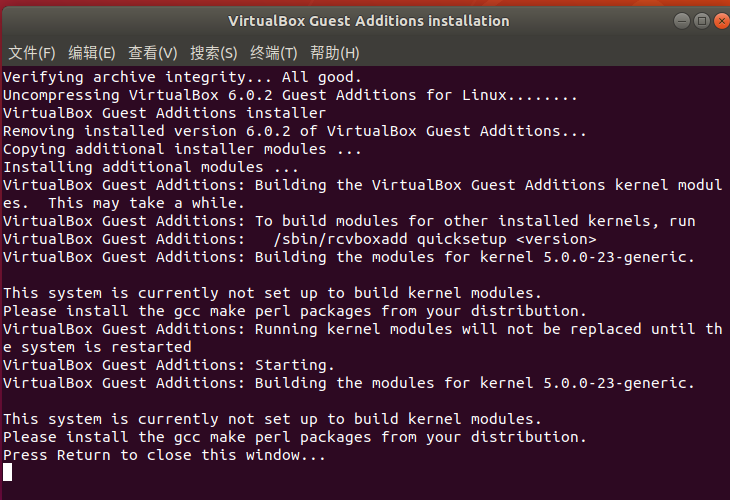 VirtualBox Guest Additions installation
文件(F) 编辑(E) 查看(V) 搜索(S) 终端(T) 帮助(H)
Verifying archive integrity... All good.
Uncompressing VirtualBox 6.0.2 Guest Additions for Linux........
VirtualBox Guest Additions installer
Removing installed version 6.0.2 of VirtualBox Guest Additions...
Copying additional installer modules ...
Installing additional modules ...
VirtualBox Guest Additions: Building the VirtualBox Guest Additions kernel modul
es.  This may take a while.
VirtualBox Guest Additions: To build modules for other installed kernels, run
VirtualBox Guest Additions:   /sbin/rcvboxadd quicksetup <version>
VirtualBox Guest Additions: Building the modules for kernel 5.0.0-23-generic.

This system is currently not set up to build kernel modules.
Please install the gcc make perl packages from your distribution.
VirtualBox Guest Additions: Running kernel modules will not be replaced until th
e system is restarted
VirtualBox Guest Additions: Starting.
VirtualBox Guest Additions: Building the modules for kernel 5.0.0-23-generic.

This system is currently not set up to build kernel modules.
Please install the gcc make perl packages from your distribution.
Press Return to close this window...